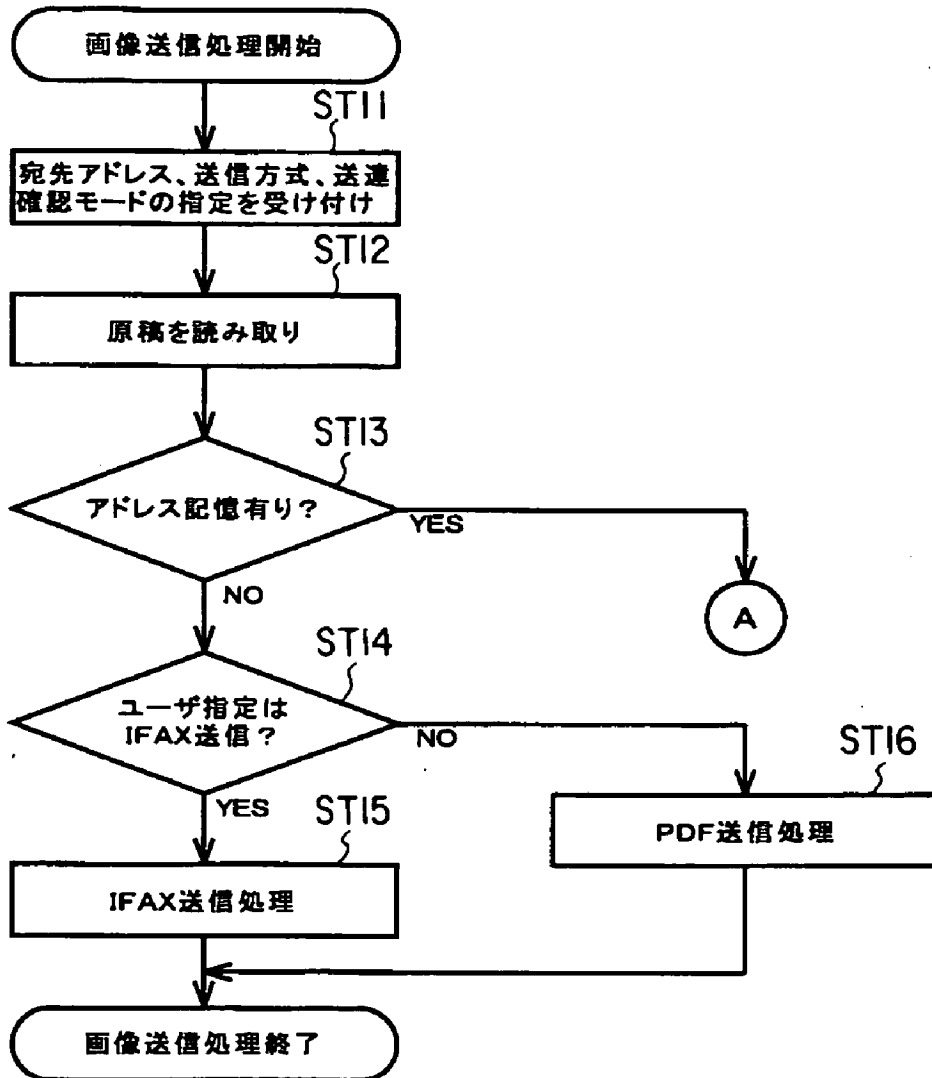 画像送信処理開始
ST11
宛先アドレス、送信方式、送達
確認モードの指定を受け付け
ST12
原稿を読み取り
ST13
アドレス記憶有り?
YES
NO
A
ST14
ユーザ指定は
IFAX送信?
NO
YES
ST16
PDF送信処理
ST15
IFAX送信処理
画像送信処理終了